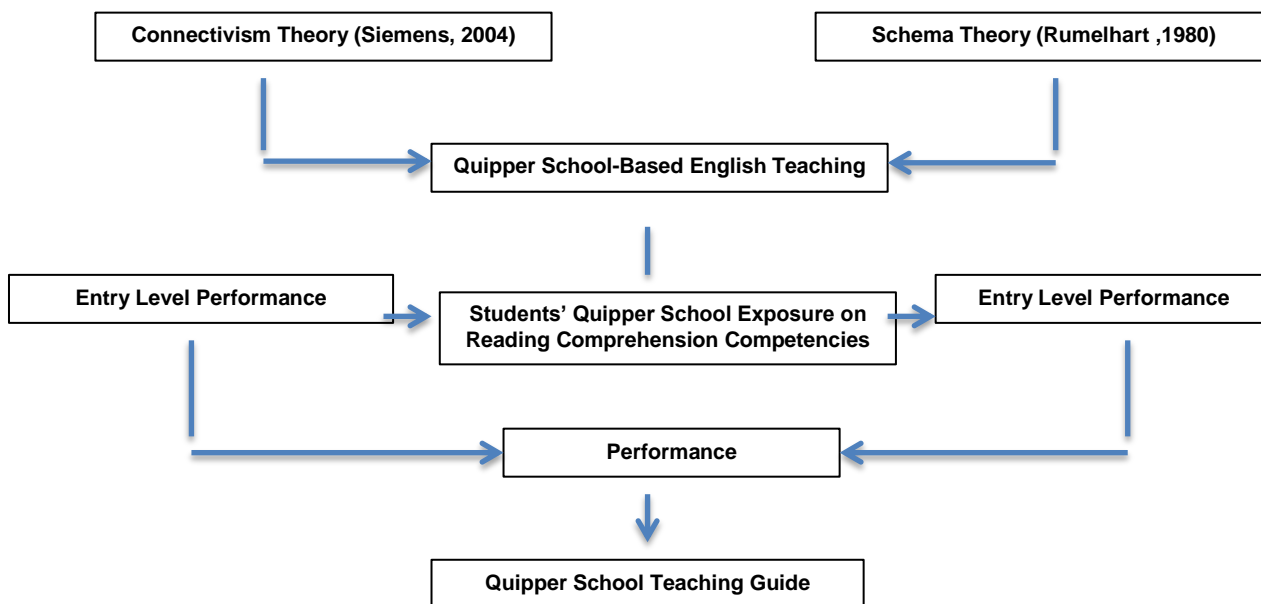 Connectivism Theory (Siemens, 2004)
Schema Theory (Rumelhart ,1980)
Quipper School-Based English Teaching
Entry Level Performance
Students’ Quipper School Exposure on
Reading Comprehension Competencies
Entry Level Performance
Performance
Quipper School Teaching Guide